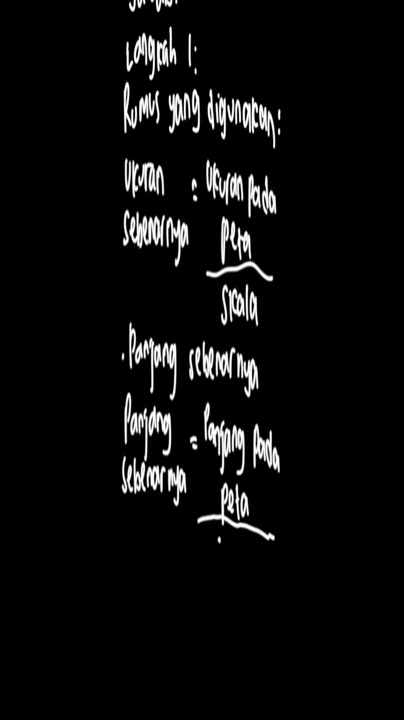 Langkah 1:
Rumus yang digunakan:
Ukuran = Ukuran pada
sebenarnya peta
skala
. Panjang sebenarnya
Panjang = Panjang pada
sebenarnya peta